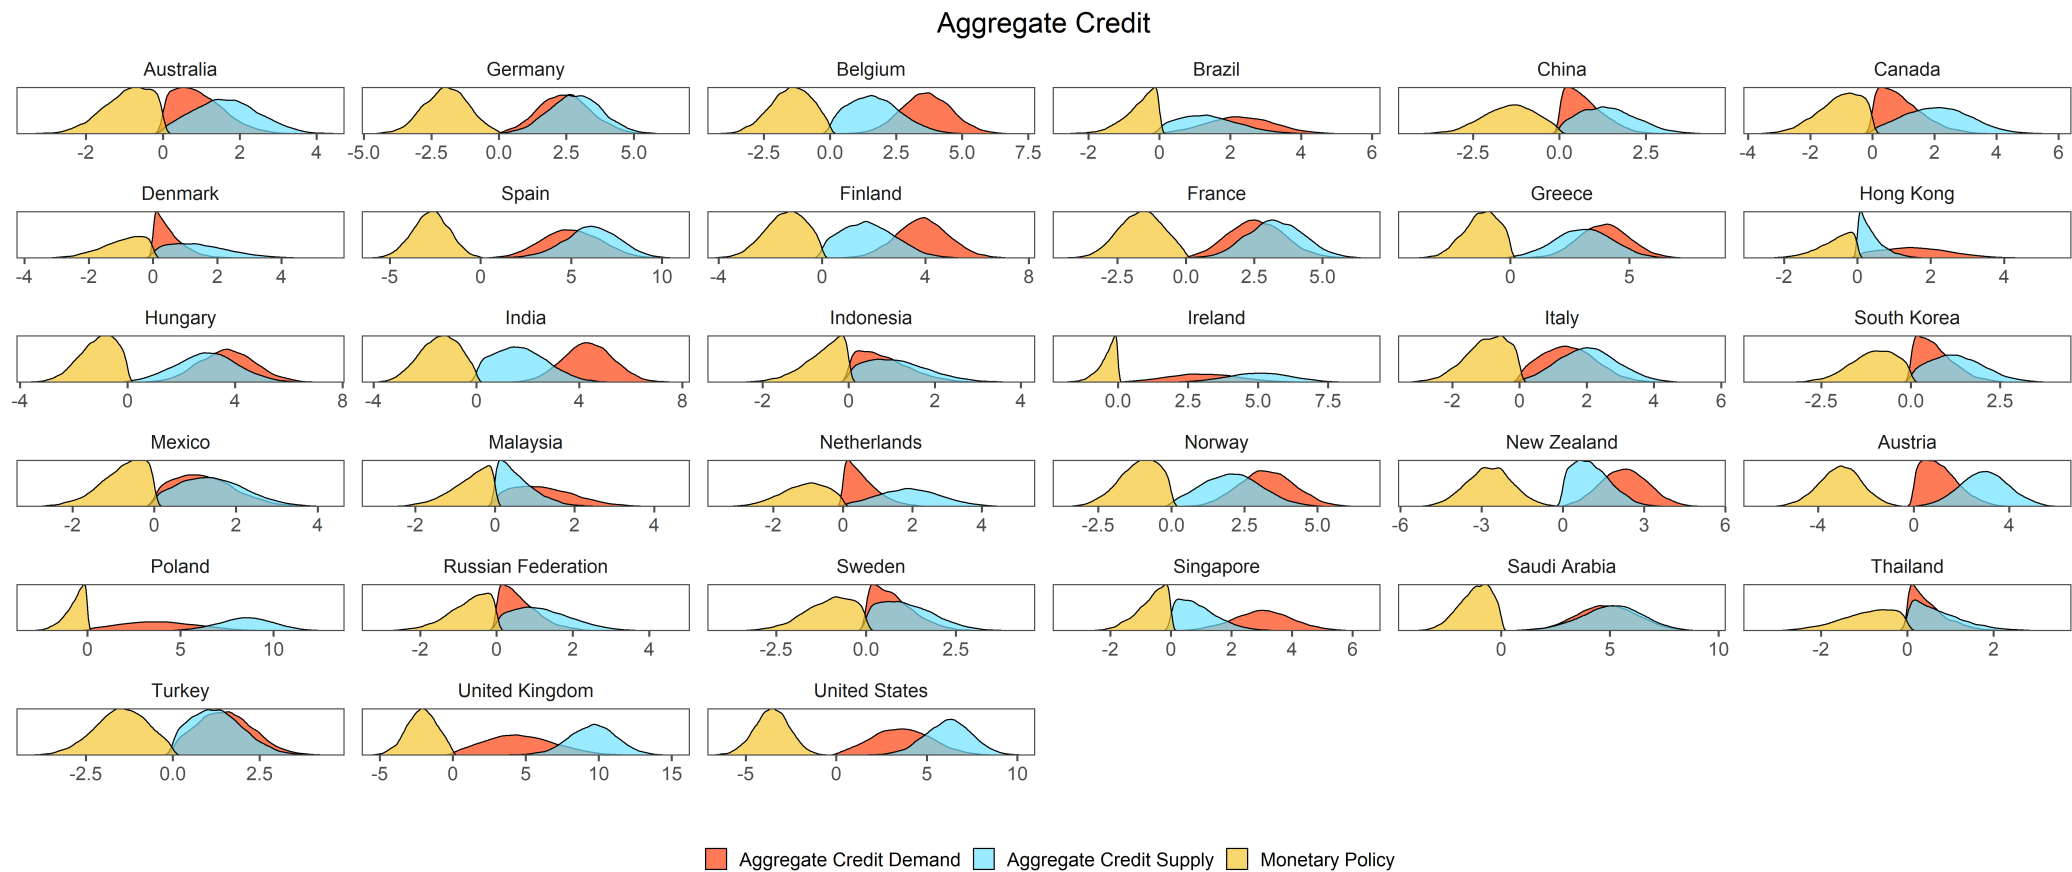 Aggregate Credit
Australia Germany Belgium Brazil China Canada
-2 0 2 4 -5.0 -2.5 0.0 2.5 5.0 -2.5 0.0 2.5 5.0 7.5 -2 0 2 4 6 -2.5 0.0 2.5 -4 -2 0 2 4 6
Denmark Spain Finland France Greece Hong Kong
-4 -2 0 2 4 -5 0 5 10 -4 0 4 8 -2.5 0.0 2.5 5.0 0 5 -2 0 2 4
Hungary India Indonesia Ireland Italy South Korea
-4 0 4 8 -4 0 4 8 -2 0 2 4 0.0 2.5 5.0 7.5 -2 0 2 4 6 -2.5 0.0 2.5
Mexico Malaysia Netherlands Norway New Zealand Austria
-2 0 2 4 -2 0 2 4 -2 0 2 4 -2.5 0.0 2.5 5.0 -6 -3 0 3 6 -4 0 4
Poland Russian Federation Sweden Singapore Saudi Arabia Thailand
0 5 10 -2 0 2 4 -2.5 0.0 2.5 -2 0 2 4 6 0 5 10 -2 0 2
Turkey United Kingdom United States
-2.5 0.0 2.5 -5 0 5 10 15 -5 0 5 10
Aggregate Credit Demand Aggregate Credit Supply Monetary Policy